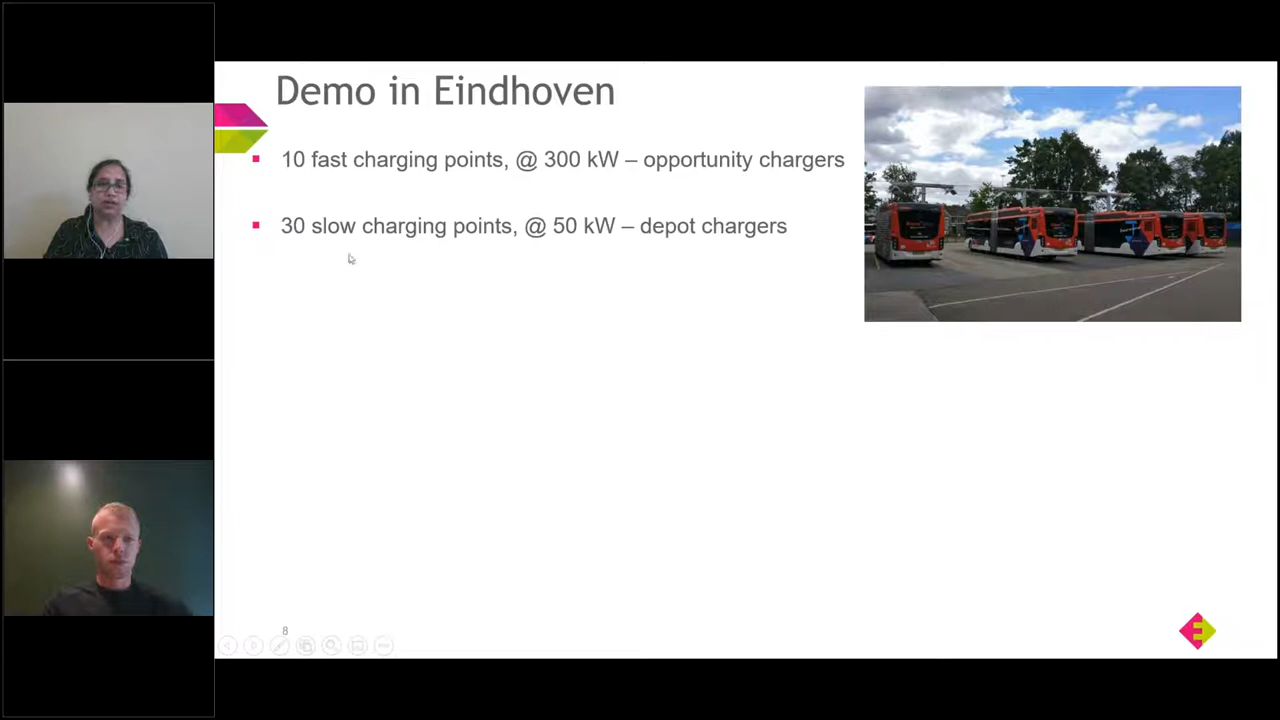 Demo in Eindhoven
▪ 10 fast charging points, @ 300 kW – opportunity chargers
▪ 30 slow charging points, @ 50 kW – depot chargers
8